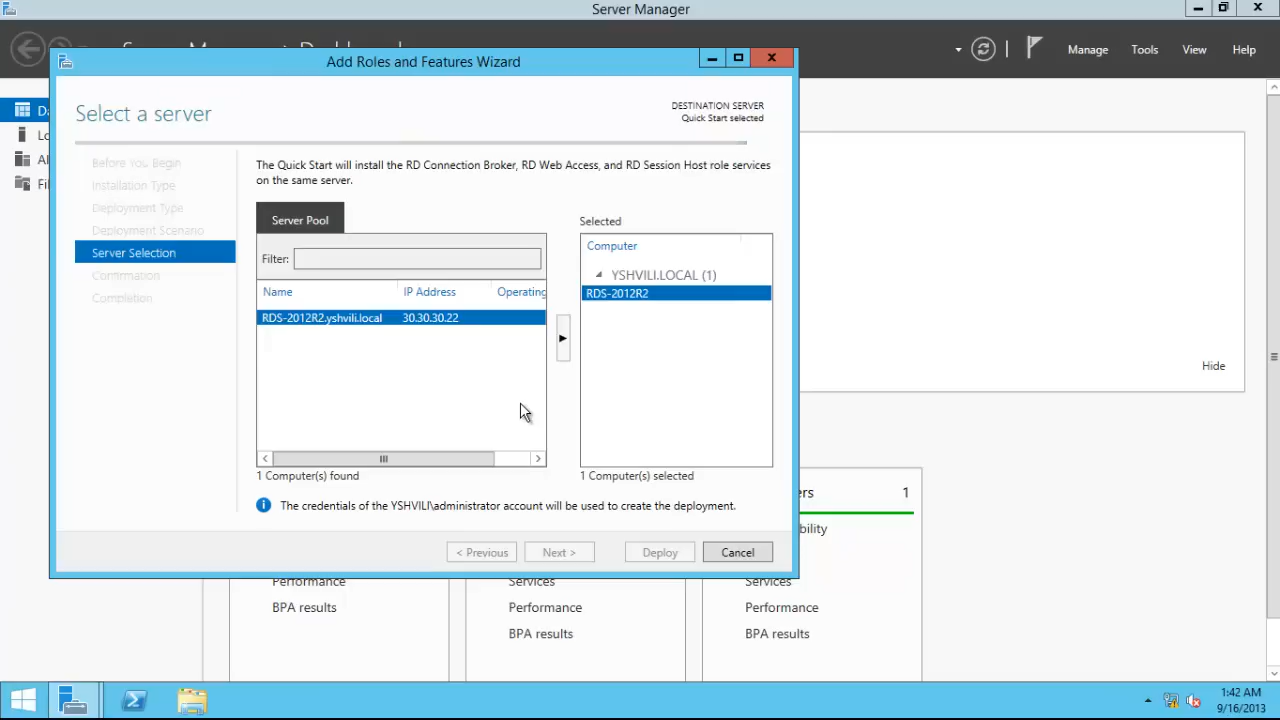 Server Manager
Manage
Tools
View
Help
Add Roles and Features Wizard
Select a server
DESTINATION SERVER
Quick Start selected
Before You Begin
Installation Type
Deployment Type
Deployment Scenario
Server Selection
Confirmation
Completion
The Quick Start will install the RD Connection Broker, RD Web Access, and RD Session Host role services
on the same server.
Server Pool
Selected
Filter:
Computer
Name IP Address Operating
YSHVILI.LOCAL (1)
RDS-2012R2
RDS-2012R2.yshvili.local 30.30.30.22
1 Computer(s) found
1 Computer(s) selected
The credentials of the YSHVILI\administrator account will be used to create the deployment.
< Previous
Next >
Deploy
Cancel
Hide
ers 1
bility
Performance
BPA results
Services
Performance
BPA results
Services
Performance
BPA results
1:42 AM
9/16/2013